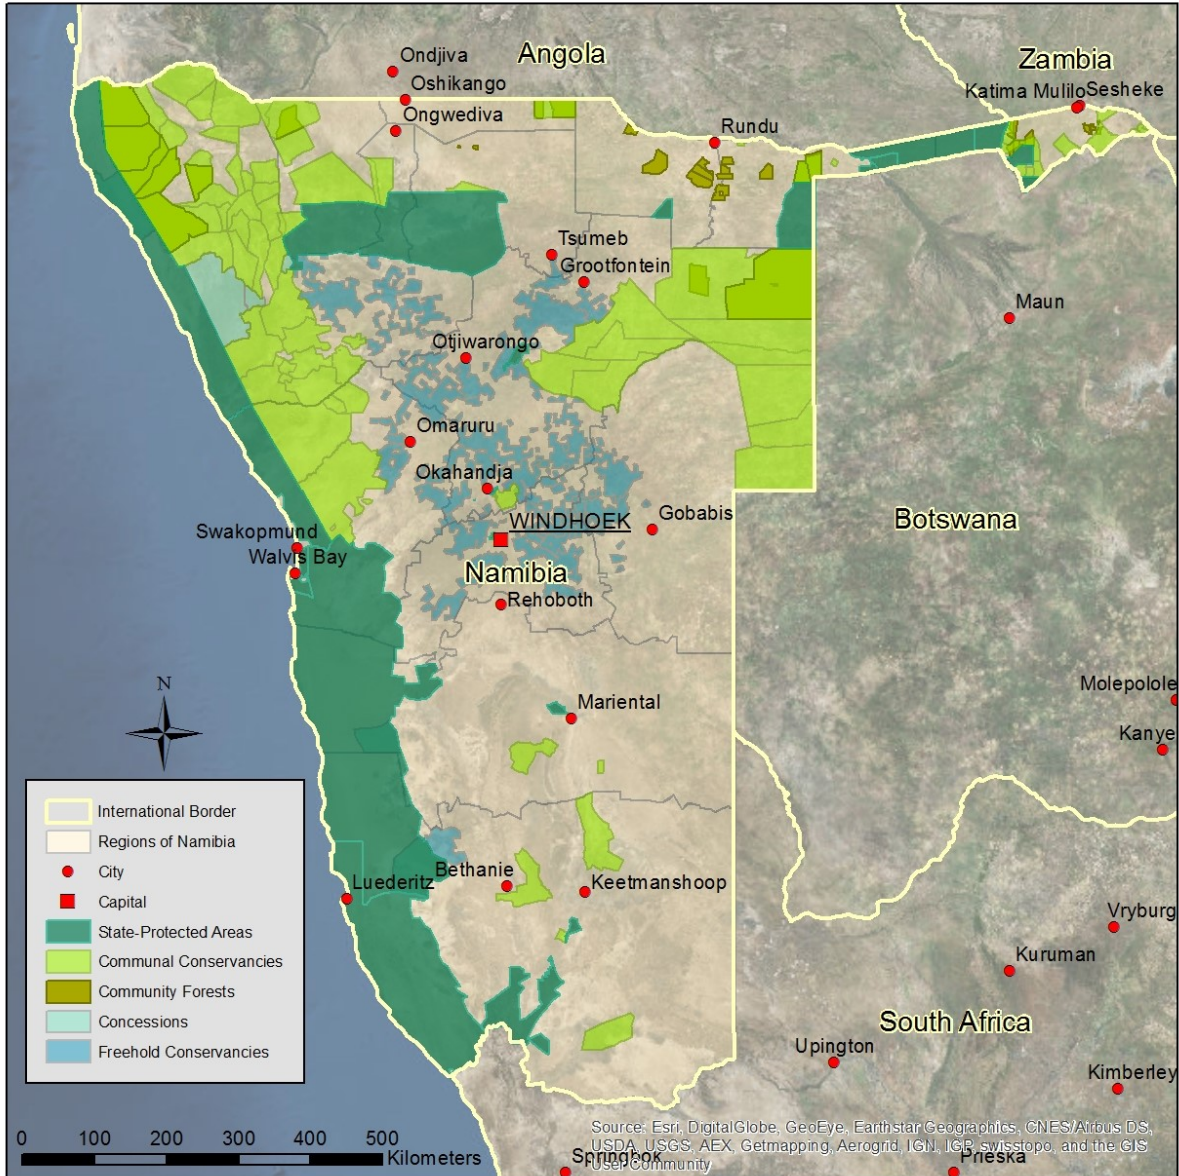 Angola
Zambia
Ondjiva
Oshikango
Ongwediva
Katima Mulilo
Sesheke
Rundu
Tsumeb
Grootfontein
Maun
Otjiwarongo
Omaruru
Okahandja
WINDHOEK
Gobabis
Botswana
Swakopmund
Walvis Bay
Namibia
Rehoboth
Molepolole
Mariental
Kanye
N
International Border
Regions of Namibia
City
Capital
State-Protected Areas
Communal Conservancies
Community Forests
Concessions
Freehold Conservancies
Bethanie
Luederitz
Keetmanshoop
Vryburg
Kuruman
South Africa
Upington
Kimberley
0 100 200 300 400 500
Kilometers
Springbok
Prieska
Source: Esri, DigitalGlobe, GeoEye, Earthstar Geographics, CNES/Airbus DS,
USDA, USGS, AEX, Getmapping, Aerogrid, IGN, IGP, swisstopo, and the GIS
User Community